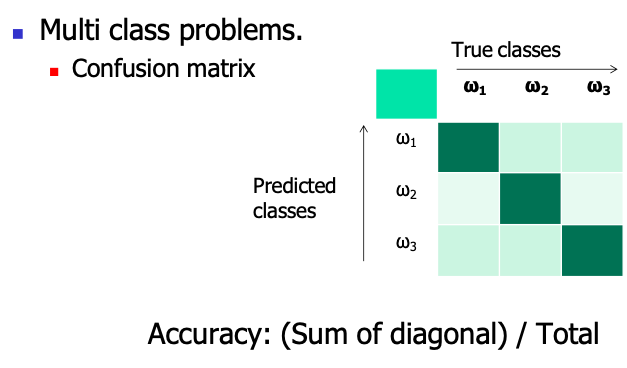 Multi class problems.
Confusion matrix
True classes
ω₁ ω₂ ω₃
ω₁
Predicted
classes
ω₂
ω₃
Accuracy: (Sum of diagonal) / Total